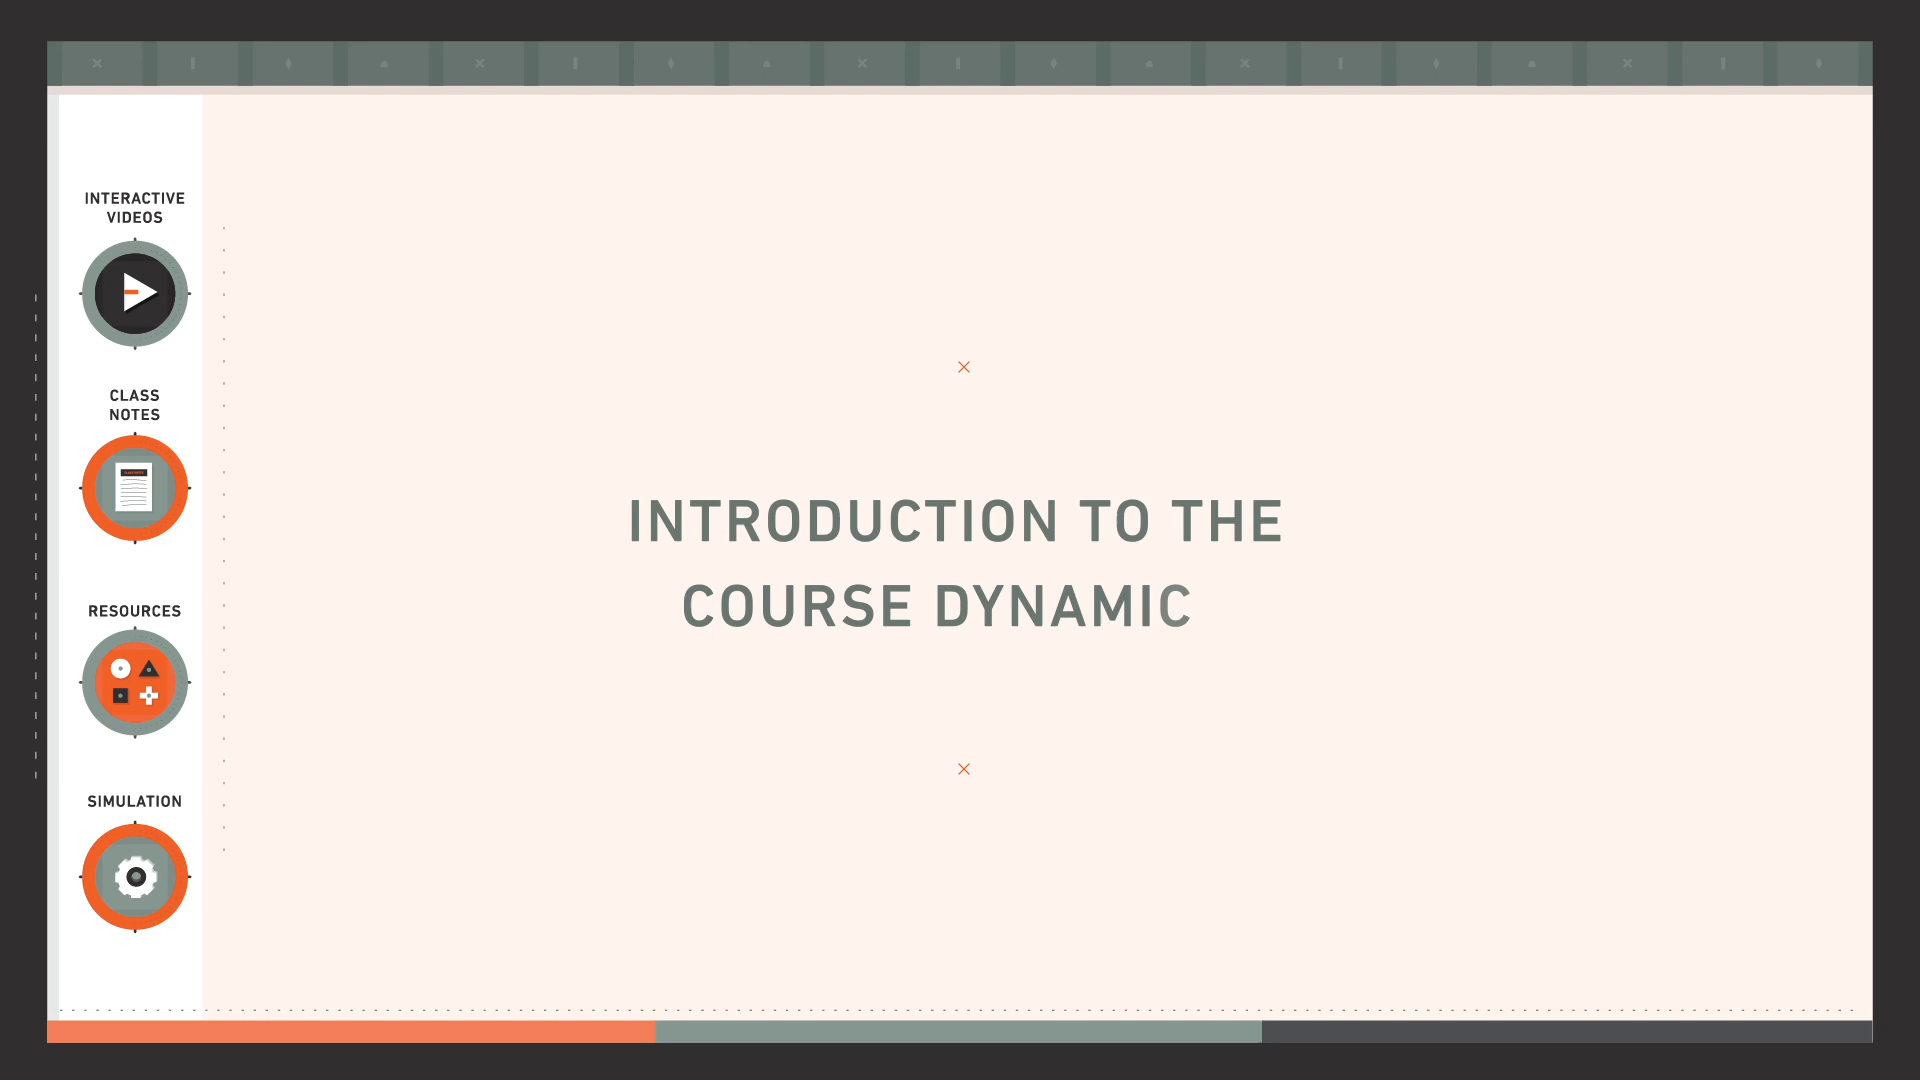 INTERACTIVE
VIDEOS
CLASS
NOTES
RESOURCES
SIMULATION
INTRODUCTION TO THE
COURSE DYNAMIC